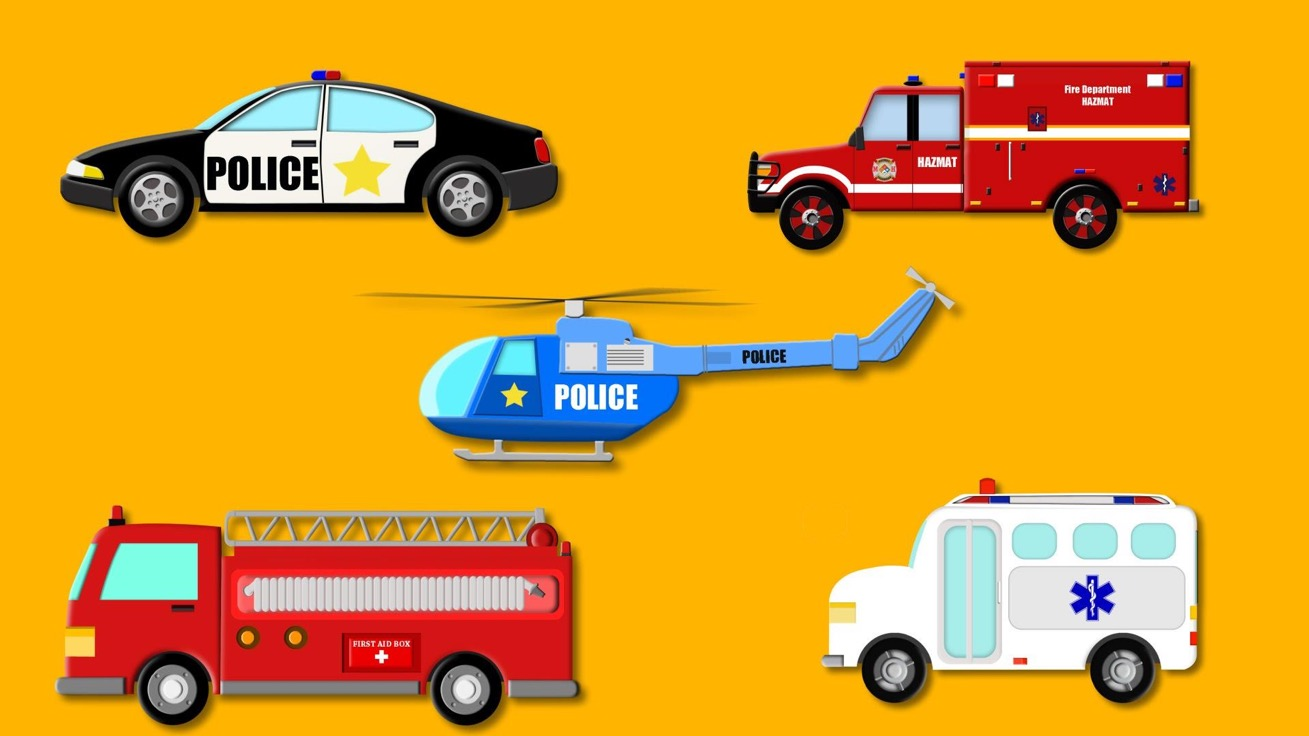 POLICE
Fire Department
HAZMAT
HAZMAT
POLICE
POLICE
FIRST AID BOX